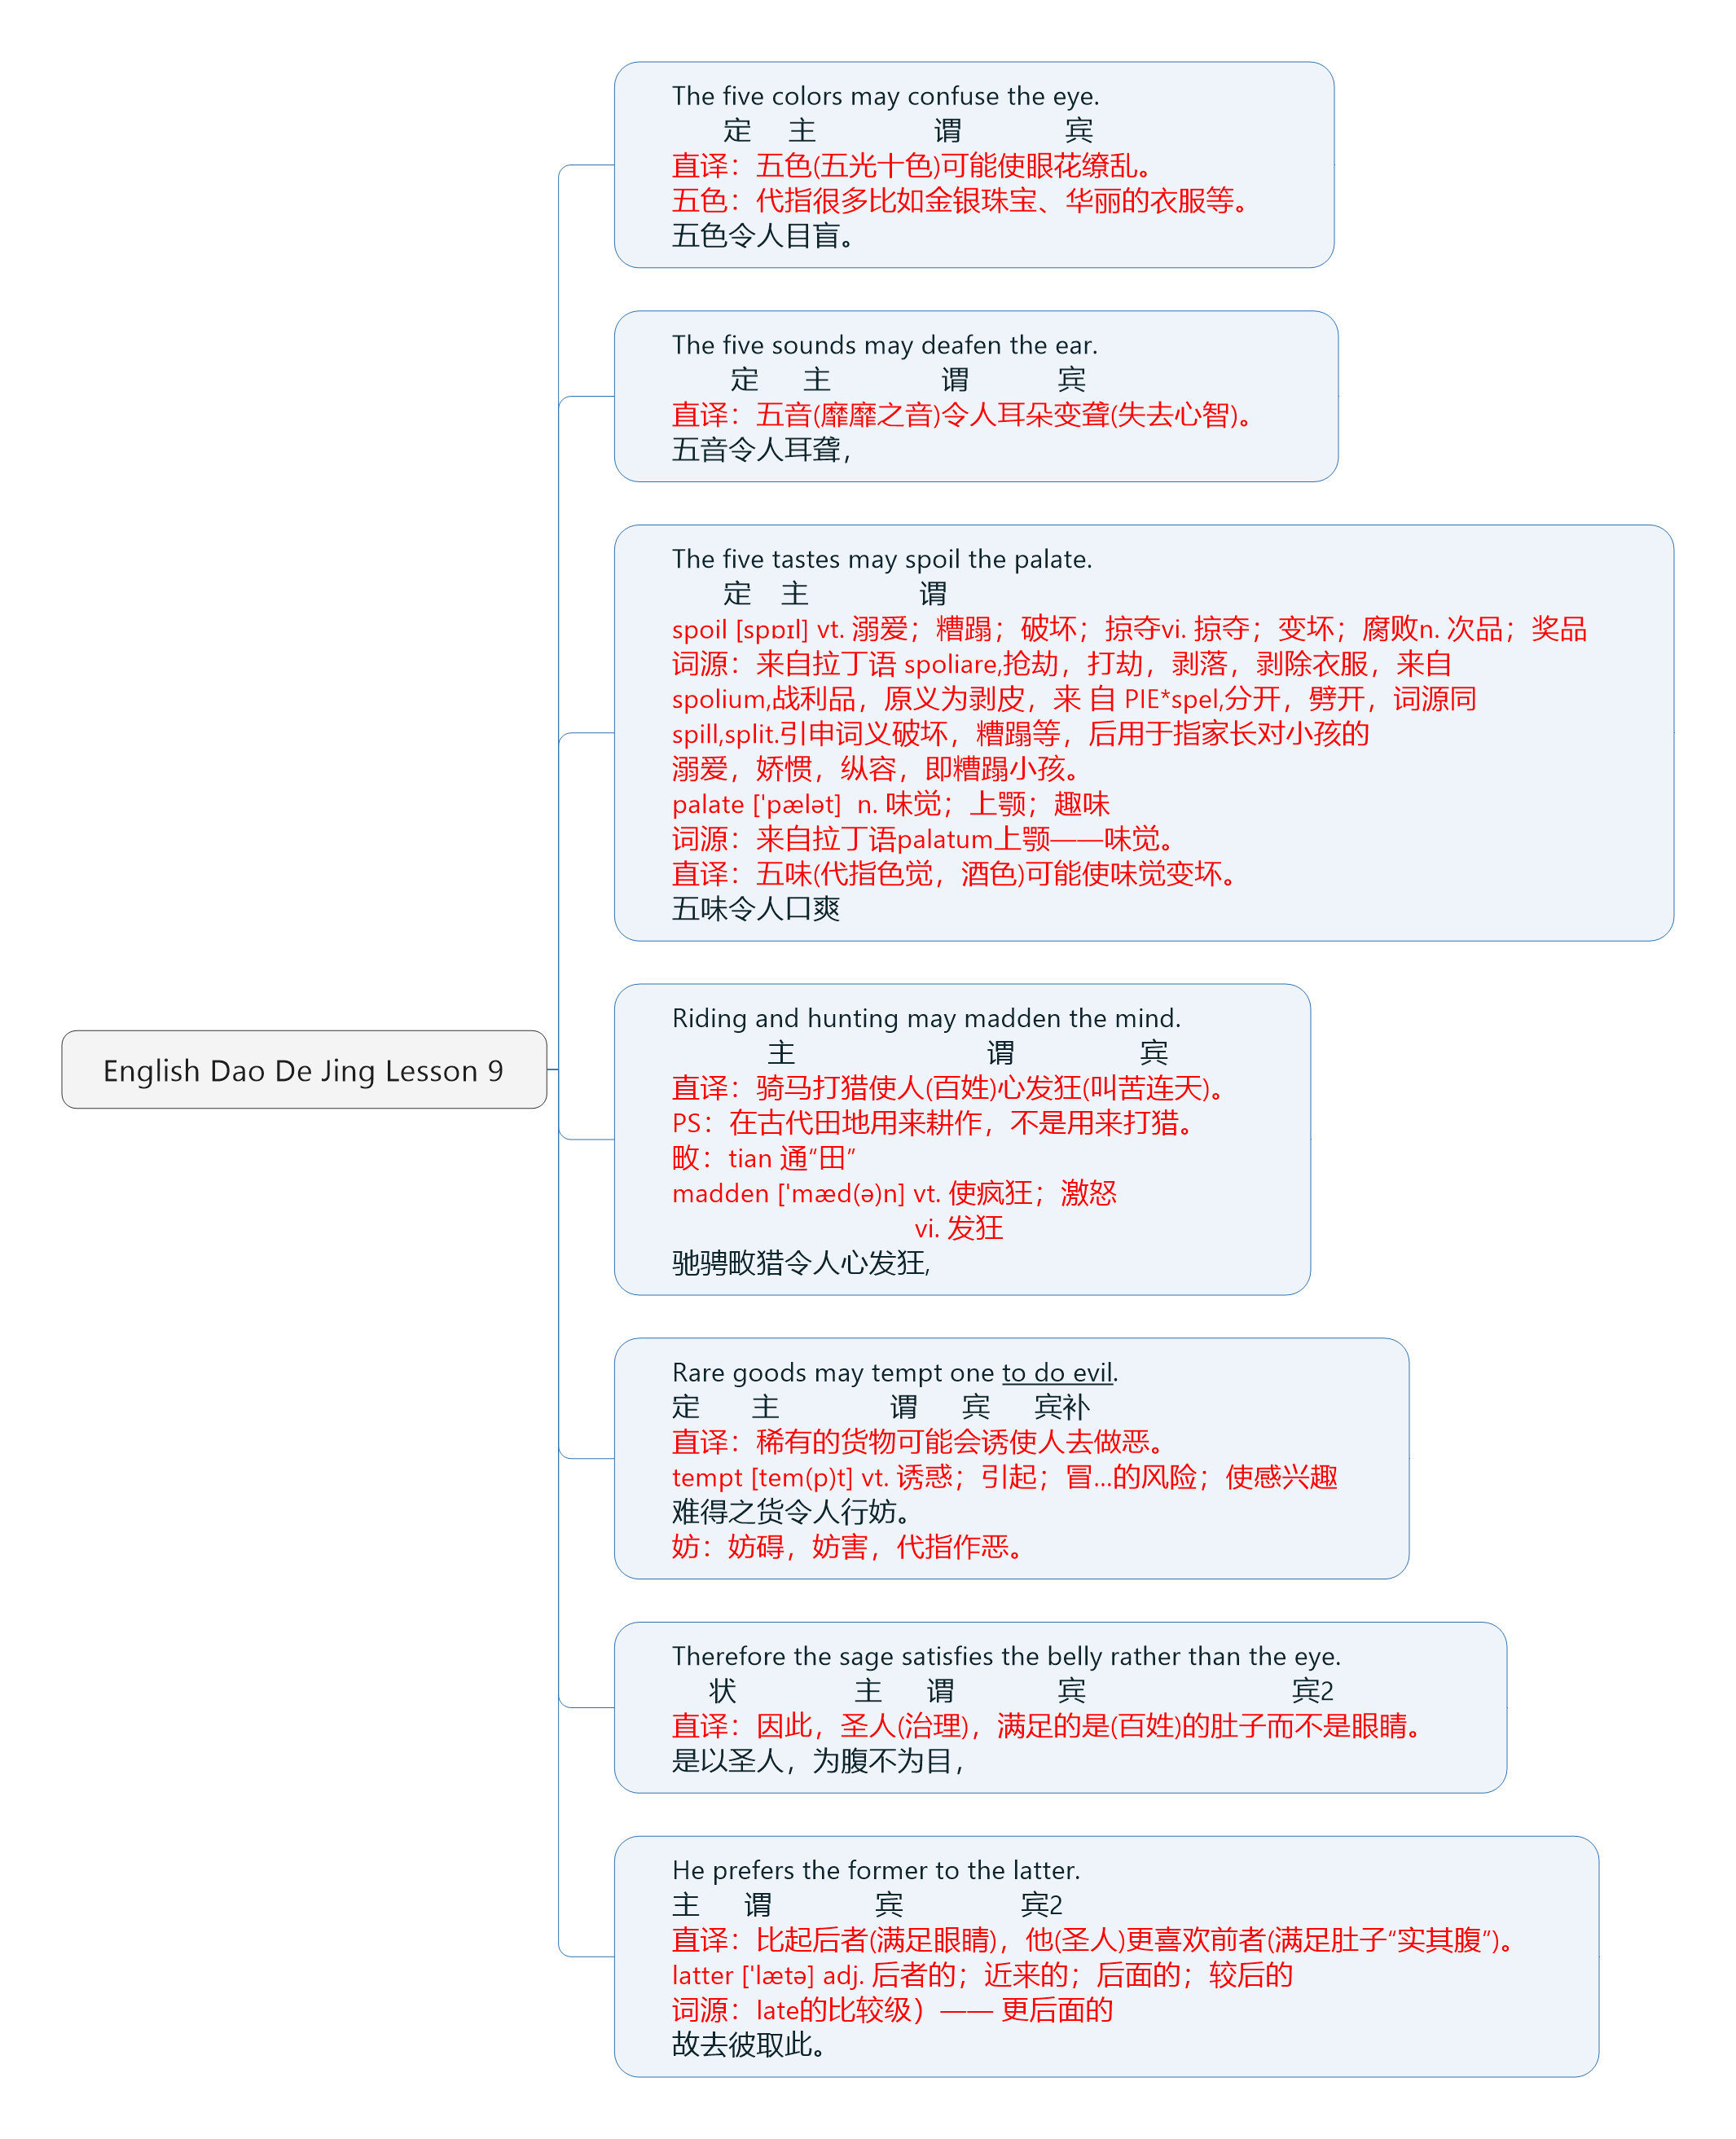 English Dao De Jing Lesson 9
The five colors may confuse the eye.
定 主 谓 宾
直译：五色(五光十色)可能使眼花缭乱。
五色：代指很多比如金银珠宝、华丽的衣服等。
五色令人目盲。
The five sounds may deafen the ear.
定 主 谓 宾
直译：五音(靡靡之音)令人耳朵变聋(失去心智)。
五音令人耳聋，
The five tastes may spoil the palate.
定 主 谓
spoil [spɒɪl] vt. 溺爱；糟蹋；破坏；掠夺vi. 掠夺；变坏；腐败n. 次品；奖品
词源：来自拉丁语 spoliare,抢劫，打劫，剥落，剥除衣服，来自
spolium,战利品，原义为剥皮，来 自 PIE*spel,分开，劈开，词源同
spill,split.引申词义破坏，糟蹋等，后用于指家长对小孩的
溺爱，娇惯，纵容，即糟蹋小孩。
palate ['pælət]  n. 味觉；上颚；趣味
词源：来自拉丁语palatum上颚——味觉。
直译：五味(代指色觉，酒色)可能使味觉变坏。
五味令人口爽
Riding and hunting may madden the mind.
主 谓 宾
直译：骑马打猎使人(百姓)心发狂(叫苦连天)。
PS：在古代田地用来耕作，不是用来打猎。
畋：tian 通“田”
madden ['mæd(ə)n] vt. 使疯狂；激怒
vi. 发狂
驰骋畋猎令人心发狂,
Rare goods may tempt one to do evil.
定 主 谓 宾 宾补
直译：稀有的货物可能会诱使人去做恶。
tempt [tem(p)t] vt. 诱惑；引起；冒...的风险；使感兴趣
难得之货令人行妨。
妨：妨碍，妨害，代指作恶。
Therefore the sage satisfies the belly rather than the eye.
状 主 谓 宾 宾2
直译：因此，圣人(治理)，满足的是(百姓)的肚子而不是眼睛。
是以圣人，为腹不为目，
He prefers the former to the latter.
主 谓 宾 宾2
直译：比起后者(满足眼睛)，他(圣人)更喜欢前者(满足肚子“实其腹”)。
latter ['lætə] adj. 后者的；近来的；后面的；较后的
词源：late的比较级）—— 更后面的
故去彼取此。